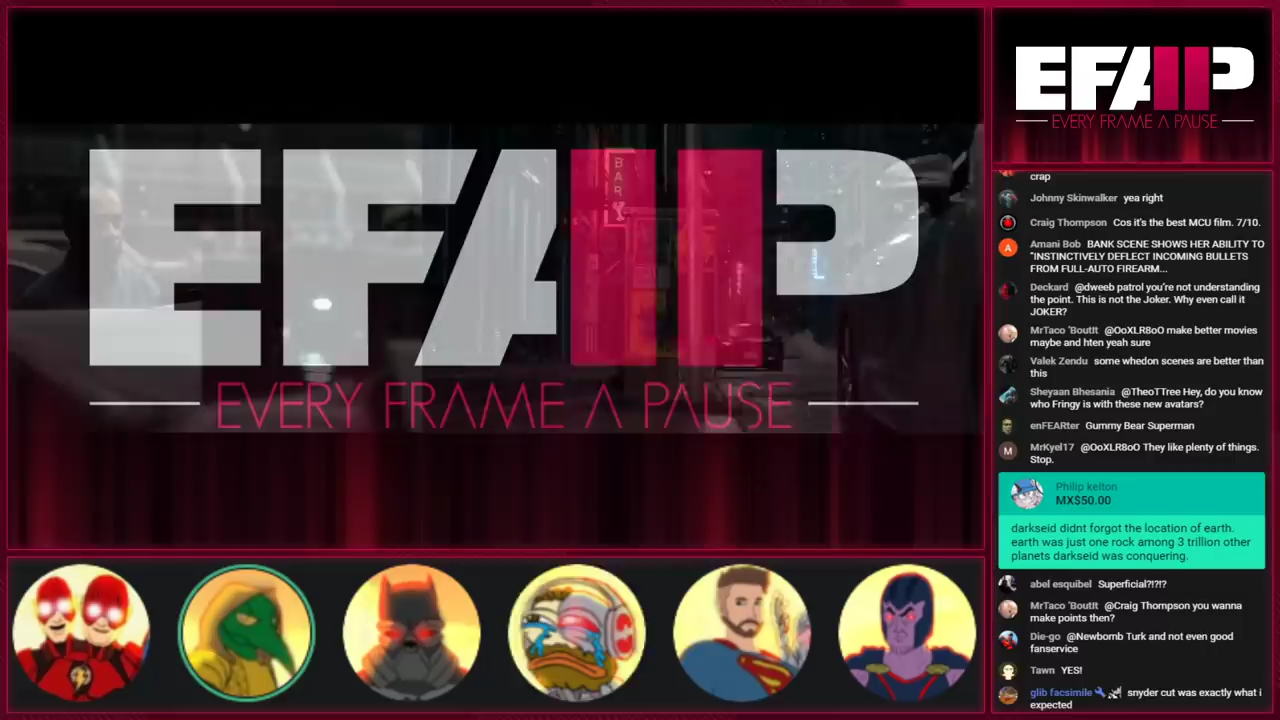 BAR
EFAP
EVERY FRAME A PAUSE
EFAP
EVERY FRAME A PAUSE
crap
Johnny Skinwalker yea right
Craig Thompson Cos it's the best MCU film. 7/10.
Amani Bob BANK SCENE SHOWS HER ABILITY TO
"INSTINCTIVELY DEFLECT INCOMING BULLETS
FROM FULL-AUTO FIREARM...
Deckard @dweeb patrol you're not understanding
the point. This is not the Joker. Why even call it
JOKER?
MrTaco 'BoutIt @OoXLR8oO make better movies
maybe and hten yeah sure
Valek Zendu some whedon scenes are better than
this
Sheyaan Bhesania @TheoTTree Hey, do you know
who Fringy is with these new avatars?
enFEARter Gummy Bear Superman
M
MrKyel17 @OoXLR8oO They like plenty of things.
Stop.
Philip kelton
MX$50.00
darkseid didnt forgot the location of earth.
earth was just one rock among 3 trillion other
planets darkseid was conquering.
abel esquibel Superficial?!?!?
MrTaco 'BoutIt @Craig Thompson you wanna
make points then?
Die-go @Newbomb Turk and not even good
fanservice
Tawn YES!
glib facsimile snyder cut was exactly what i
expected